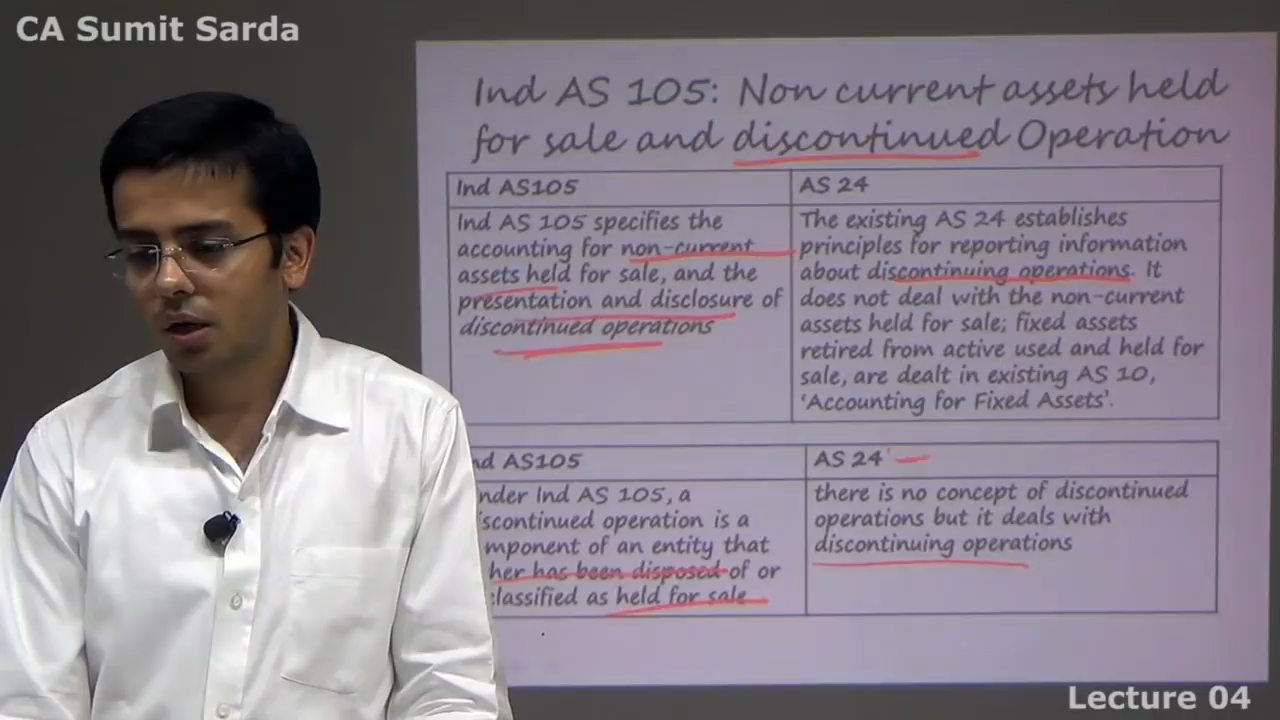 CA Sumit Sarda
Ind AS 105: Non current assets held
for sale and discontinued Operation
Ind AS105
AS 24
Ind AS 105 specifies the
accounting for non-current
assets held for sale, and the
presentation and disclosure of
discontinued operations
The existing AS 24 establishes
principles for reporting information
about discontinuing operations. It
does not deal with the non-current
assets held for sale; fixed assets
retired from active used and held for
sale, are dealt in existing AS 10,
‘Accounting for Fixed Assets’.
nd AS105
AS 24
nder Ind AS 105, a
iscontinued operation is a
mponent of an entity that
her has been disposed of or
classified as held for sale
there is no concept of discontinued
operations but it deals with
discontinuing operations
Lecture 04